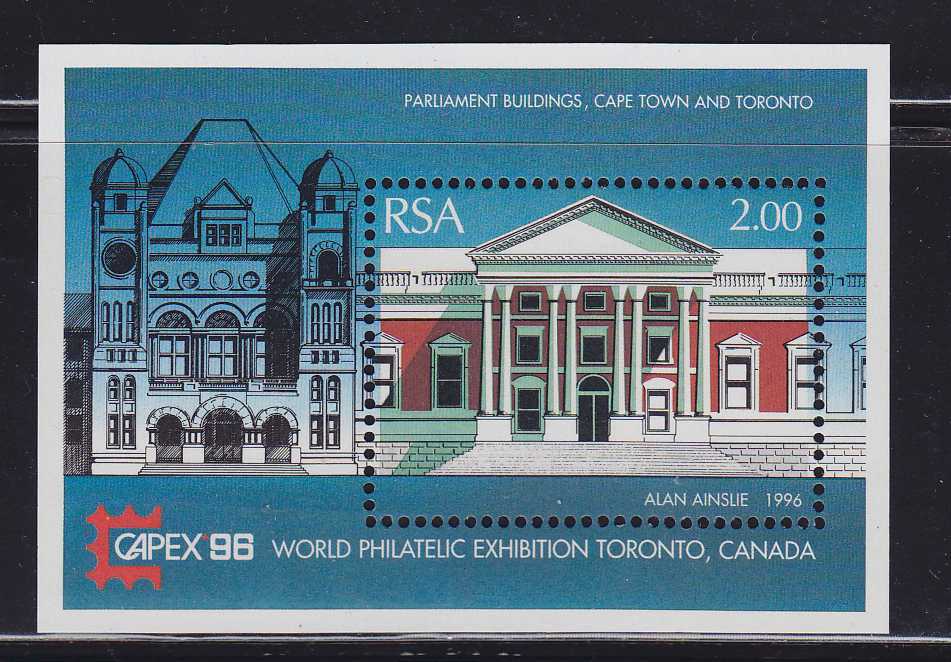 PARLIAMENT BUILDINGS, CAPE TOWN AND TORONTO
RSA 2.00
ALAN AINSLIE 1996
CAPEX'96 WORLD PHILATELIC EXHIBITION TORONTO, CANADA